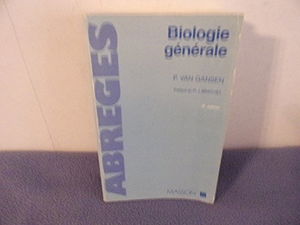 ABREGES
Biologie
générale
P. VAN GANSEN
MASSON